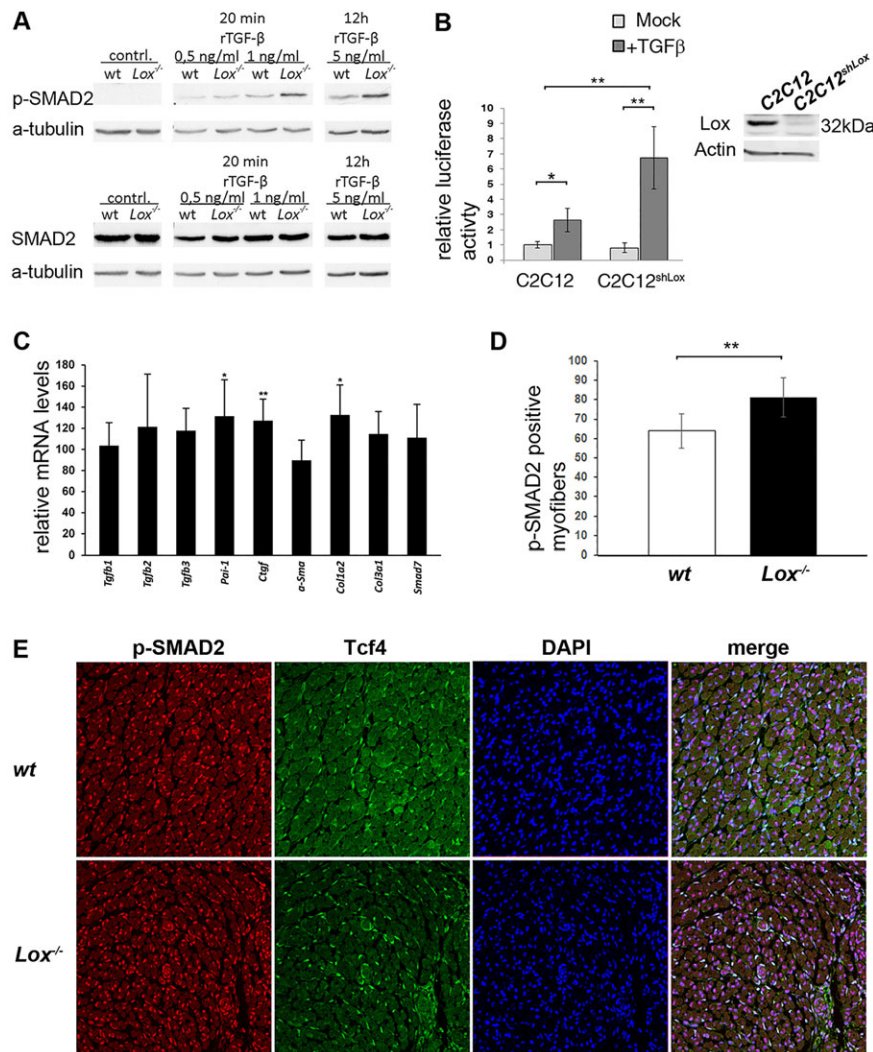 A
20 min
12h
rTGF-β
rTGF-β
contrl.
0,5 ng/ml
1 ng/ml
5 ng/ml
wt Lox-/-
wt Lox-/-
wt Lox-/-
wt Lox-/-
p-SMAD2
a-tubulin
20 min
12h
rTGF-β
rTGF-β
contrl.
0,5 ng/ml
1 ng/ml
5 ng/ml
wt Lox-/-
wt Lox-/-
wt Lox-/-
wt Lox-/-
SMAD2
a-tubulin
B
Mock
+TGFβ
relative luciferase
activty
10
9
8
7
6
5
4
3
2
1
0
*
**
**
C2C12
C2C12shLox
C2C12
C2C12shLox
Lox
32kDa
Actin
C
relative mRNA levels
180
160
140
120
100
80
60
40
20
0
*
**
*
Tgfb1
Tgfb2
Tgfb3
Pai-1
Ctgf
a-Sma
Col1a2
Col3a1
Smad7
D
p-SMAD2 positive
myofibers
100
90
80
70
60
50
40
30
20
10
0
**
wt
Lox-/-
E
p-SMAD2
Tcf4
DAPI
merge
wt
Lox-/-